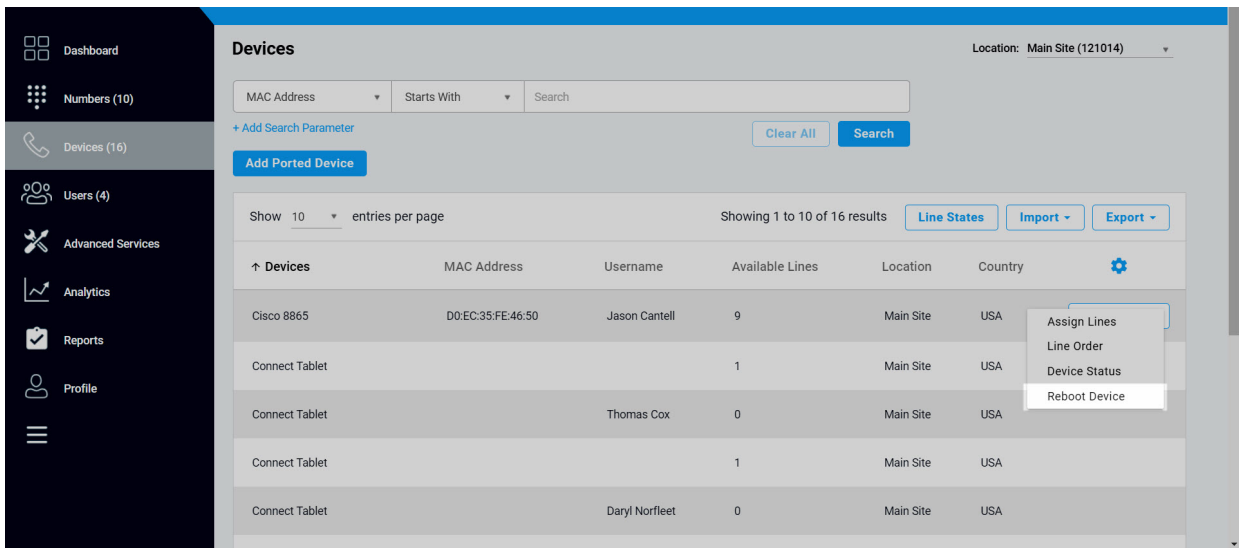 Dashboard
Numbers (10)
Devices (16)
Users (4)
Advanced Services
Analytics
Reports
Profile
Devices
Location: Main Site (121014)
MAC Address Starts With Search
+ Add Search Parameter
Clear All Search
Add Ported Device
Show 10 entries per page Showing 1 to 10 of 16 results Line States Import Export
↑ Devices MAC Address Username Available Lines Location Country
Cisco 8865 D0:EC:35:FE:46:50 Jason Cantell 9 Main Site USA
Connect Tablet 1 Main Site USA
Connect Tablet Thomas Cox 0 Main Site USA
Connect Tablet 1 Main Site USA
Connect Tablet Daryl Norfleet 0 Main Site USA
Assign Lines
Line Order
Device Status
Reboot Device